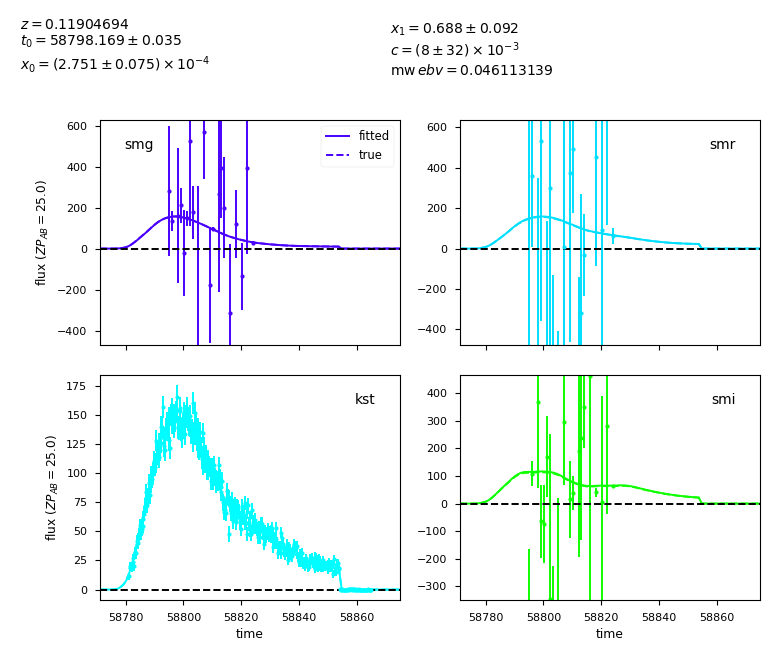 z = 0.11904694
t₀ = 58798.169 ± 0.035
x₀ = (2.751 ± 0.075) × 10⁻⁴
x₁ = 0.688 ± 0.092
c = (8 ± 32) × 10⁻³
mw ebv = 0.046113139
600
400
200
0
−200
−400
flux (ZP_AB = 25.0)
smg
fitted
true
600
400
200
0
−200
−400
smr
175
150
125
100
75
50
25
0
flux (ZP_AB = 25.0)
kst
58780 58800 58820 58840 58860
time
400
300
200
100
0
−100
−200
−300
smi
58780 58800 58820 58840 58860
time